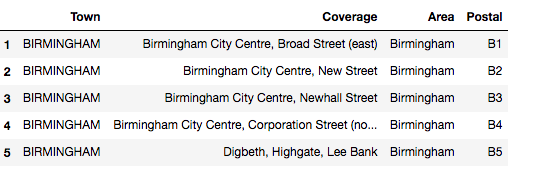 Town Coverage Area Postal
1 BIRMINGHAM Birmingham City Centre, Broad Street (east) Birmingham B1
2 BIRMINGHAM Birmingham City Centre, New Street Birmingham B2
3 BIRMINGHAM Birmingham City Centre, Newhall Street Birmingham B3
4 BIRMINGHAM Birmingham City Centre, Corporation Street (no... Birmingham B4
5 BIRMINGHAM Digbeth, Highgate, Lee Bank Birmingham B5